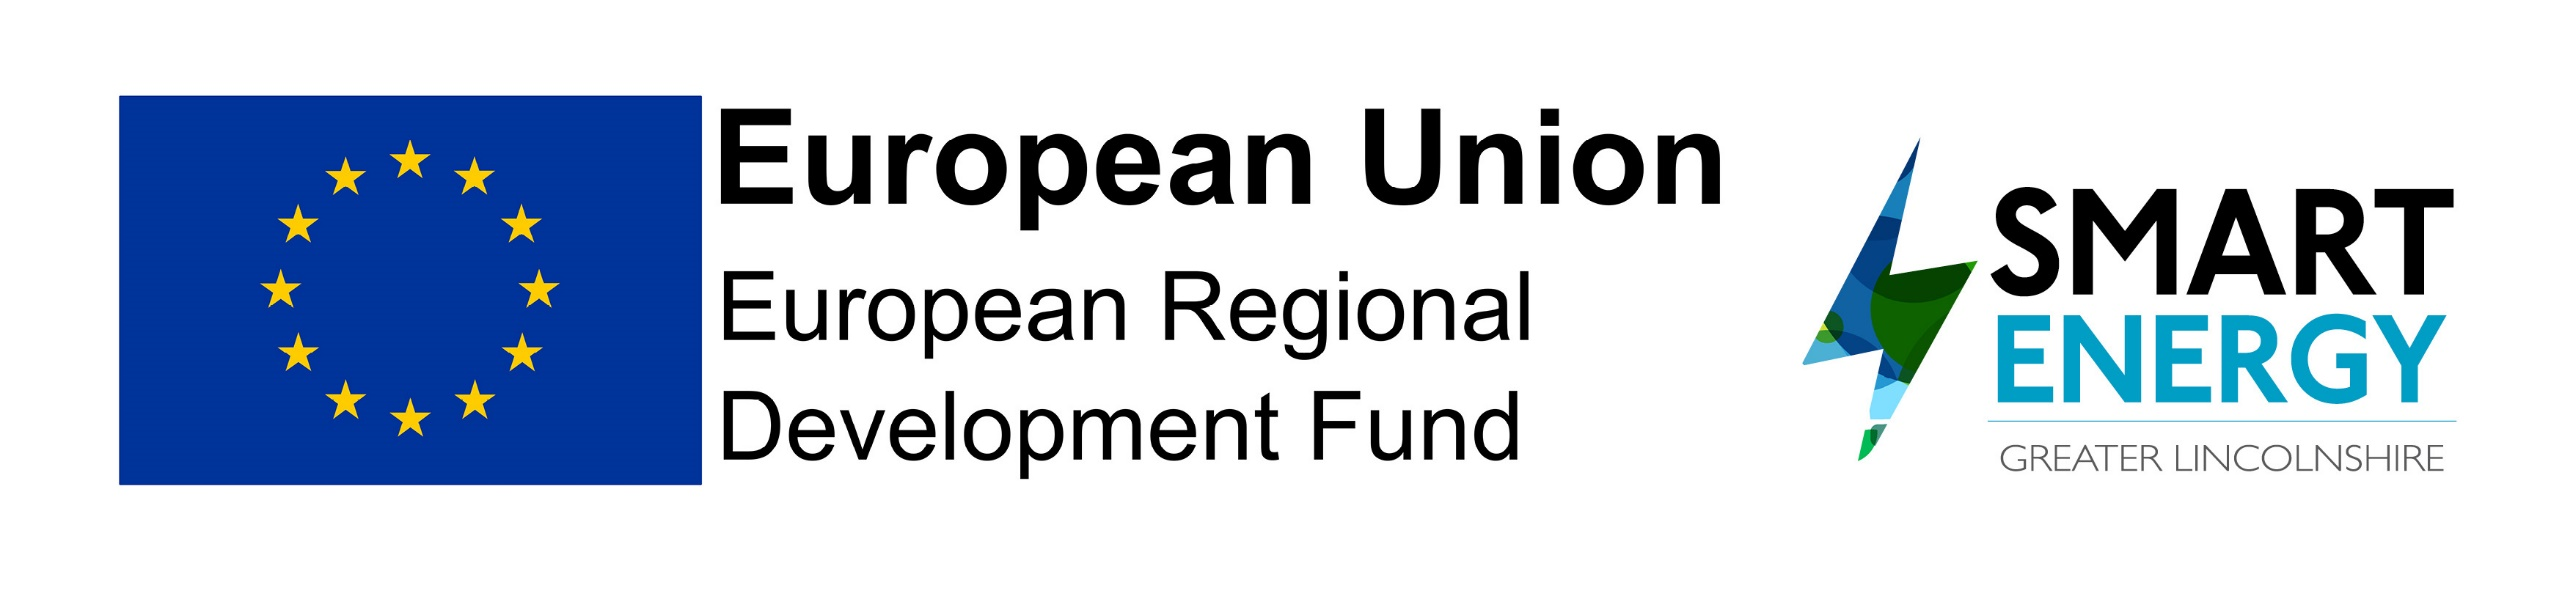 European Union
European Regional
Development Fund
SMART
ENERGY
GREATER LINCOLNSHIRE